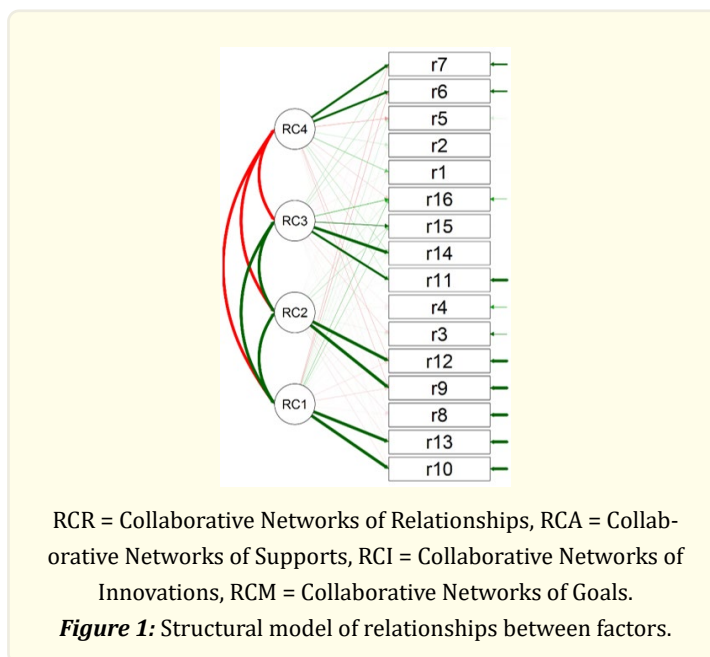 r7
r6
r5
RC4
r2
r1
r16
RC3
r15
r14
r11
r4
RC2
r3
r12
r9
RC1
r8
r13
r10
RCR = Collaborative Networks of Relationships, RCA = Collab-
orative Networks of Supports, RCI = Collaborative Networks of
Innovations, RCM = Collaborative Networks of Goals.
Figure 1: Structural model of relationships between factors.